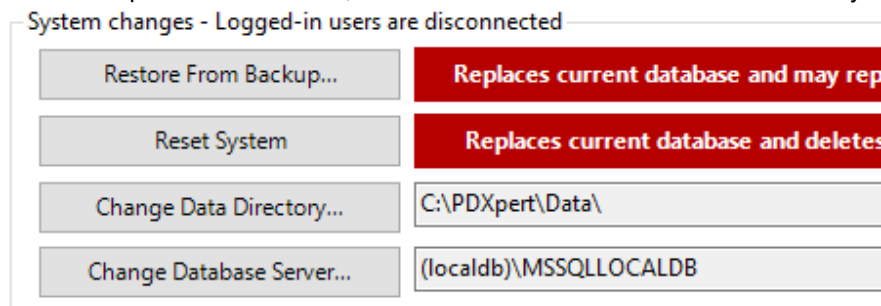 System changes - Logged-in users are disconnected
Restore From Backup...
Replaces current database and may
Reset System
Replaces current database and deletes
Change Data Directory...
C:\PDXpert\Data\
Change Database Server...
(localdb)\MSSQLLOCALDB